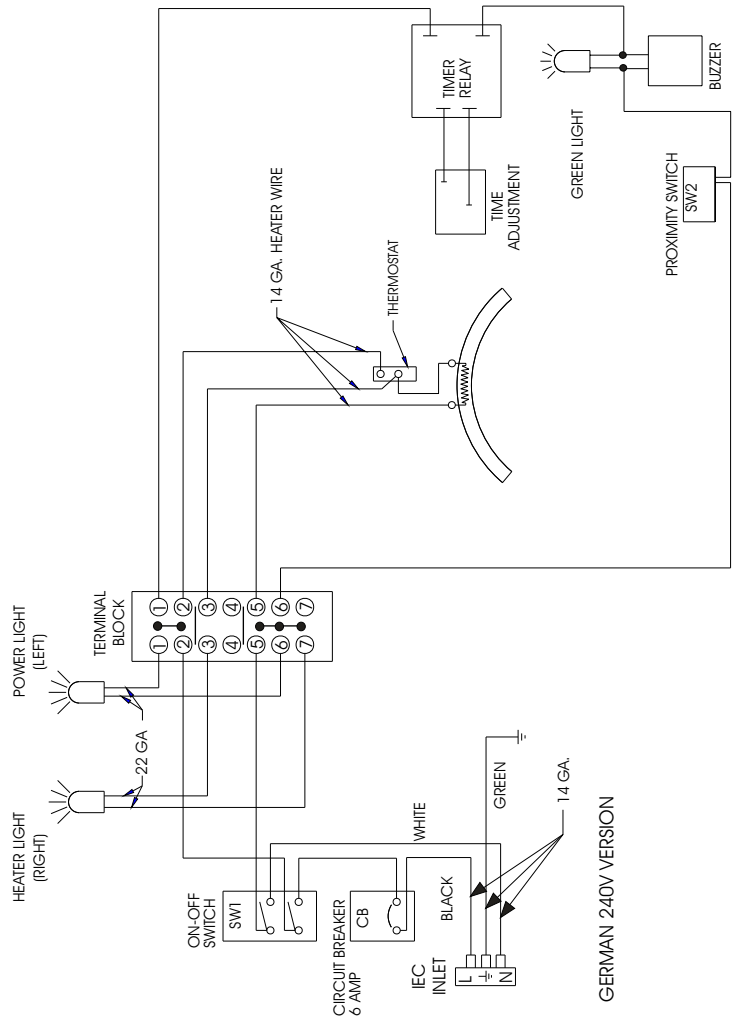 HEATER LIGHT
(RIGHT)
POWER LIGHT
(LEFT)
22 GA
TERMINAL
BLOCK
1
2
3
4
5
6
7
1
2
3
4
5
6
7
ON-OFF
SWITCH
SW1
CIRCUIT BREAKER
6 AMP
CB
IEC
INLET
L
N
BLACK
WHITE
GREEN
14 GA.
GERMAN 240V VERSION
14 GA. HEATER WIRE
THERMOSTAT
TIMER
RELAY
TIME
ADJUSTMENT
GREEN LIGHT
BUZZER
PROXIMITY SWITCH
SW2